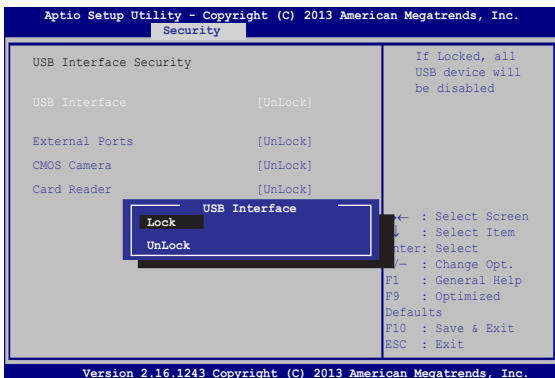 Aptio Setup Utility - Copyright (C) 2013 American Megatrends, Inc.
Security
USB Interface Security
USB Interface [UnLock]
External Ports [UnLock]
CMOS Camera [UnLock]
Card Reader [UnLock]
USB Interface
Lock
UnLock
If Locked, all
USB device will
be disabled
← : Select Screen
↓ : Select Item
nter: Select
/— : Change Opt.
F1 : General Help
F9 : Optimized
Defaults
F10 : Save & Exit
ESC : Exit
Version 2.16.1243 Copyright (C) 2013 American Megatrends, Inc.